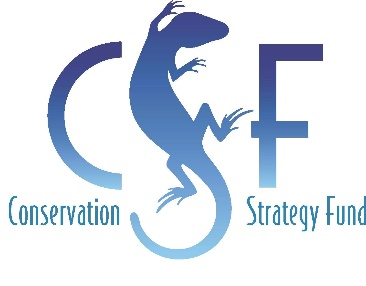 CSF
Conservation Strategy Fund